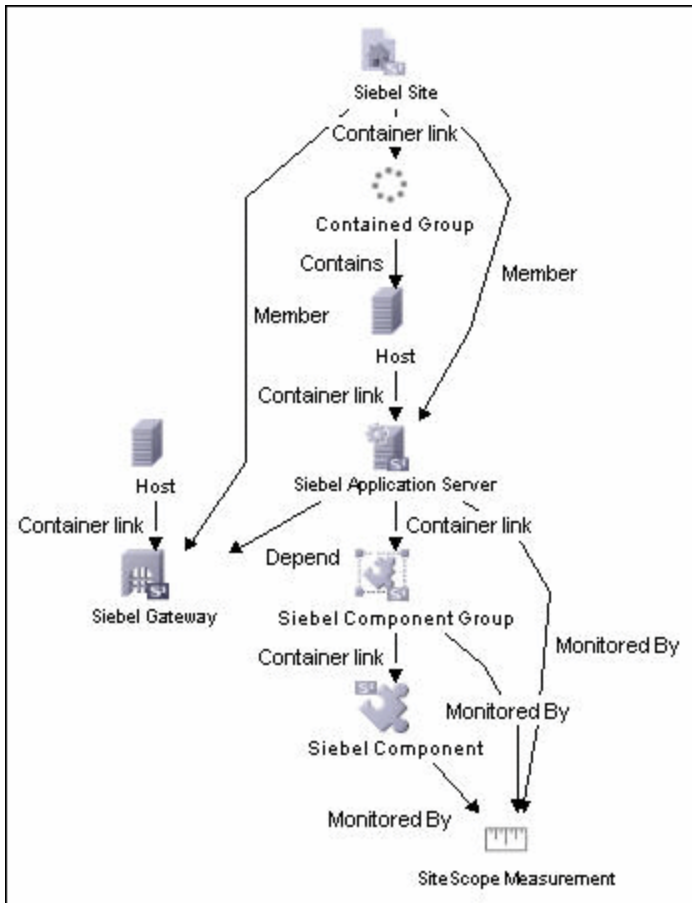 Siebel Site
Container link
Contained Group
Contains
Member
Member
Host
Container link
Host
Siebel Application Server
Container link
Container link
Depend
Siebel Gateway
Siebel Component Group
Container link
Monitored By
Monitored By
Siebel Component
Monitored By
SiteScope Measurement